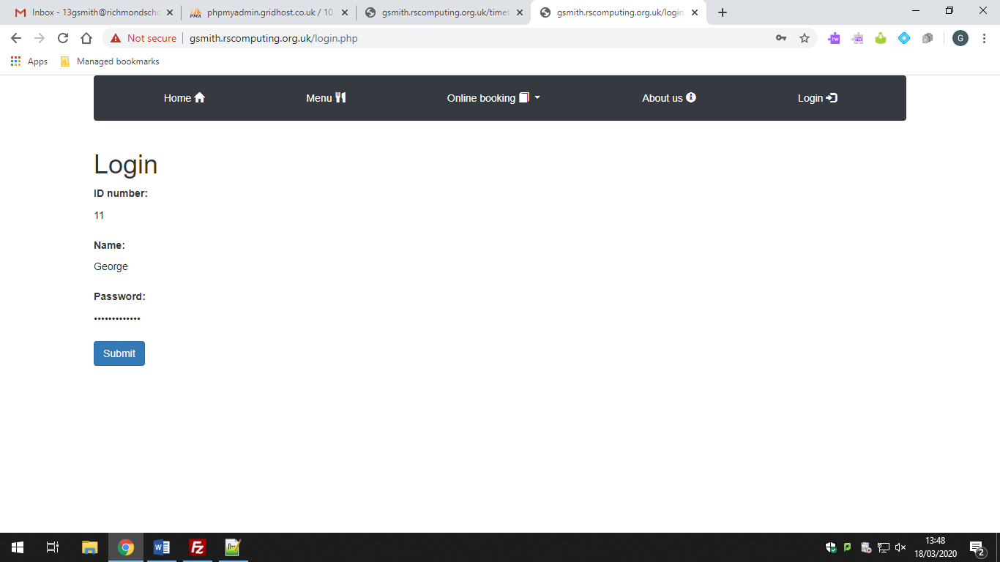 Inbox - 13gsmith@richmondscho
phpmyadmin.gridhost.co.uk / 10.
gsmith.rscomputing.org.uk/timet
gsmith.rscomputing.org.uk/login.
Not secure
gsmith.rscomputing.org.uk/login.php
G
Apps
Managed bookmarks
Home
Menu
Online booking
About us
Login
Login
ID number:
11
Name:
George
Password:
•••••••••••••
Submit
13:48
18/03/2020
2